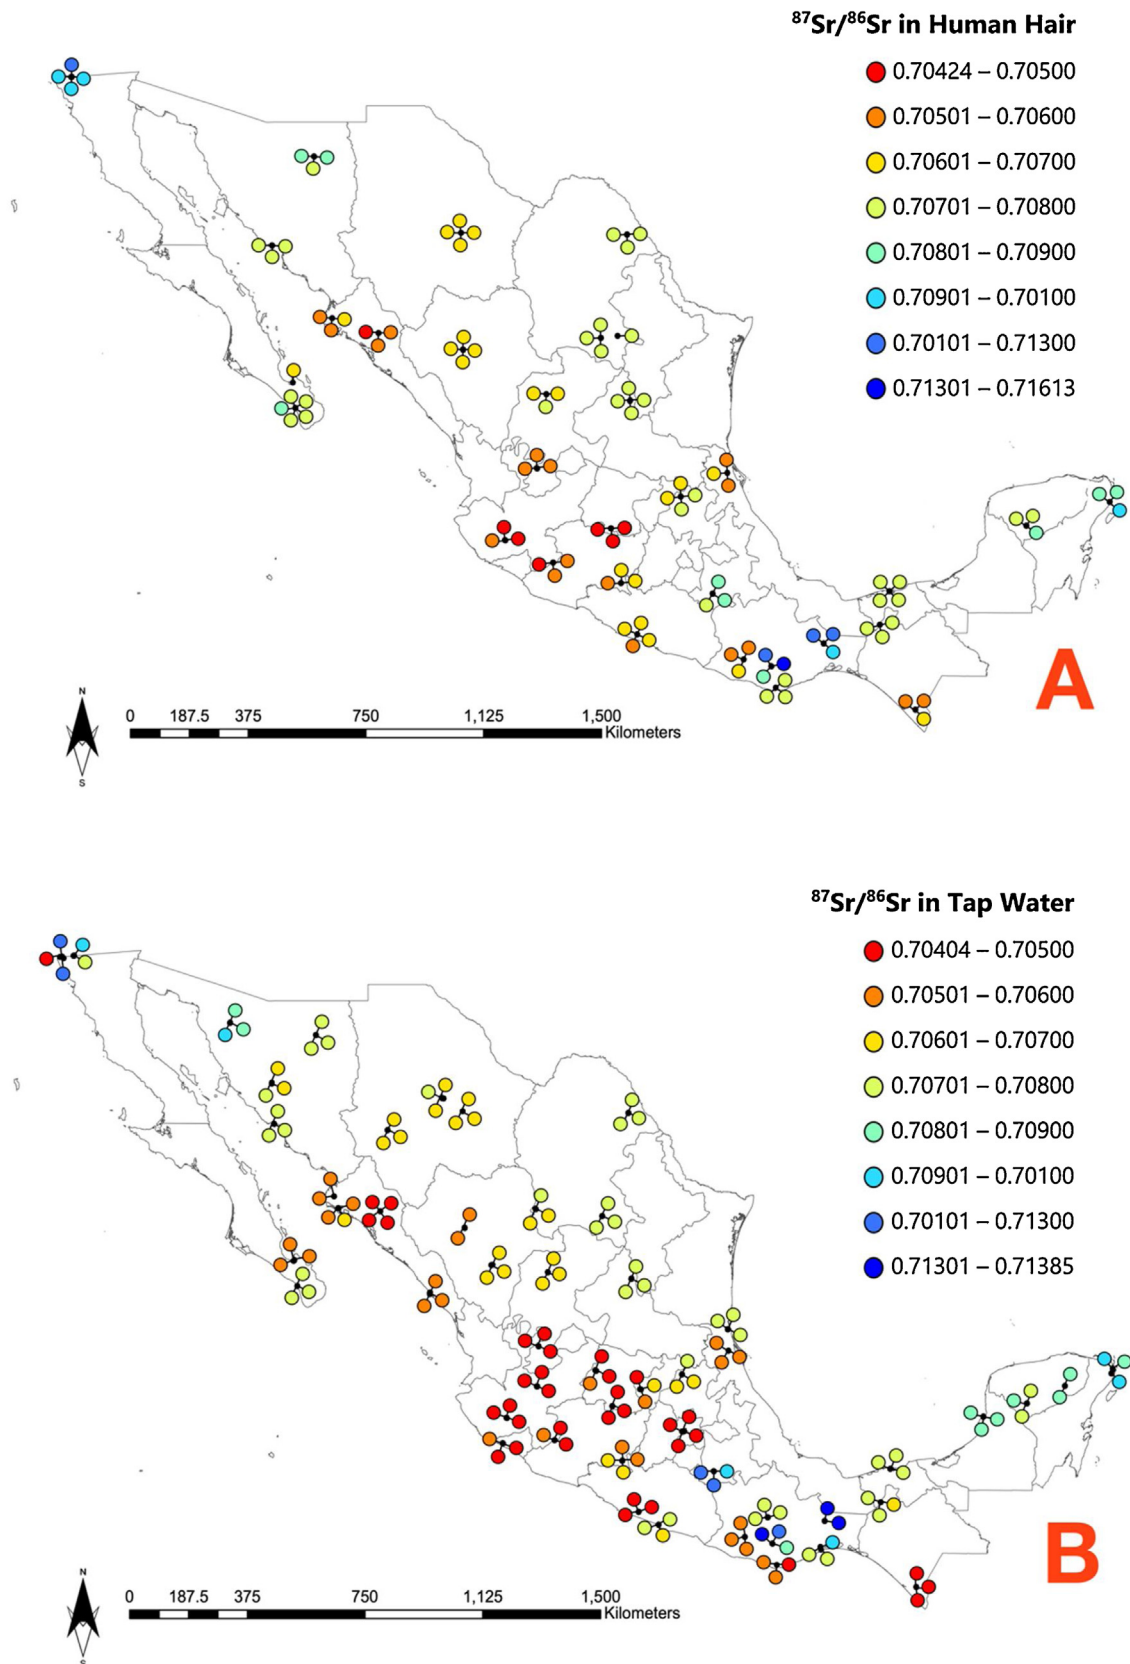 ⁸⁷Sr/⁸⁶Sr in Human Hair
0.70424 – 0.70500
0.70501 – 0.70600
0.70601 – 0.70700
0.70701 – 0.70800
0.70801 – 0.70900
0.70901 – 0.70100
0.70101 – 0.71300
0.71301 – 0.71613
A
N
S
0 187.5 375 750 1,125 1,500
Kilometers
⁸⁷Sr/⁸⁶Sr in Tap Water
0.70404 – 0.70500
0.70501 – 0.70600
0.70601 – 0.70700
0.70701 – 0.70800
0.70801 – 0.70900
0.70901 – 0.70100
0.70101 – 0.71300
0.71301 – 0.71385
B
N
S
0 187.5 375 750 1,125 1,500
Kilometers